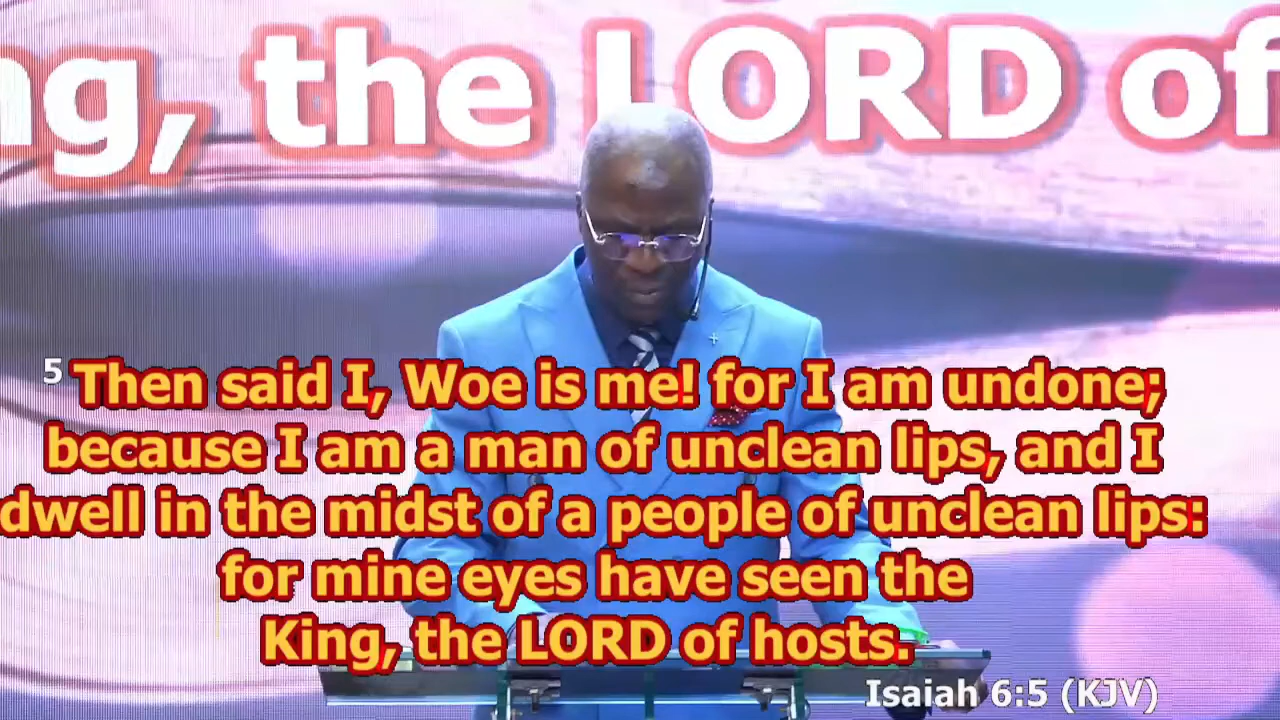 ng, the LORD of
5 Then said I, Woe is me! for I am undone;
because I am a man of unclean lips, and I
dwell in the midst of a people of unclean lips:
for mine eyes have seen the
King, the LORD of hosts.
Isaiah 6:5 (KJV)